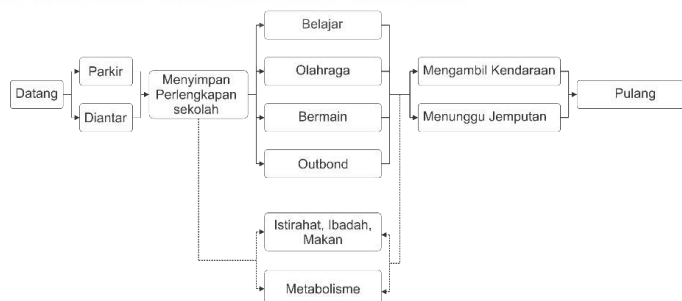 Datang
Parkir
Diantar
Menyimpan
Perlengkapan
sekolah
Belajar
Olahraga
Bermain
Outbond
Istirahat, Ibadah,
Makan
Metabolisme
Mengambil Kendaraan
Menunggu Jemputan
Pulang